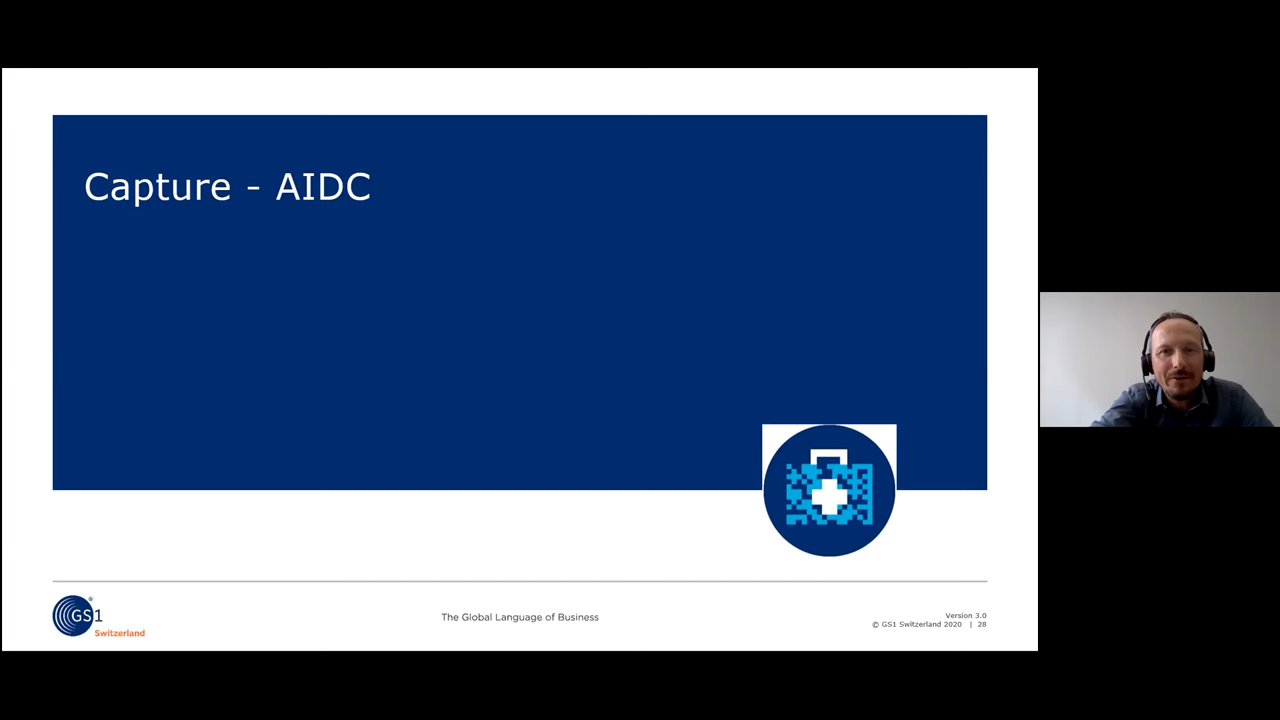 Capture - AIDC
GS1
®
Switzerland
The Global Language of Business
Version 3.0
© GS1 Switzerland 2020 | 28